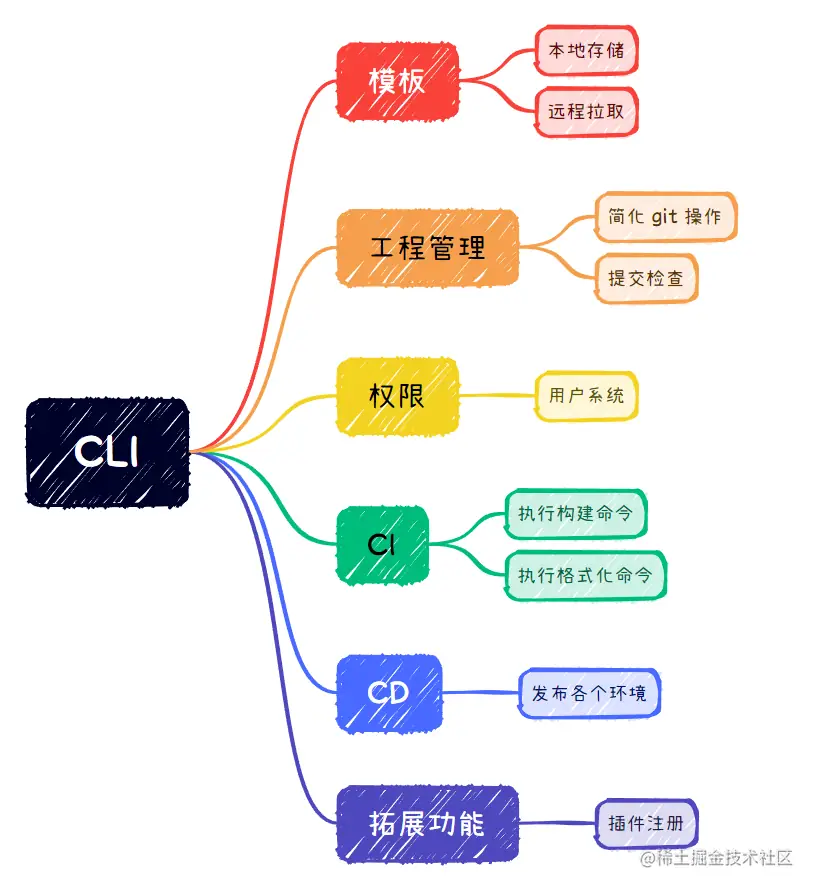 模板
本地存储
远程拉取
工程管理
简化 git 操作
提交检查
CLI
权限
用户系统
CI
执行构建命令
执行格式化命令
CD
发布各个环境
拓展功能
插件注册
@稀土掘金技术社区